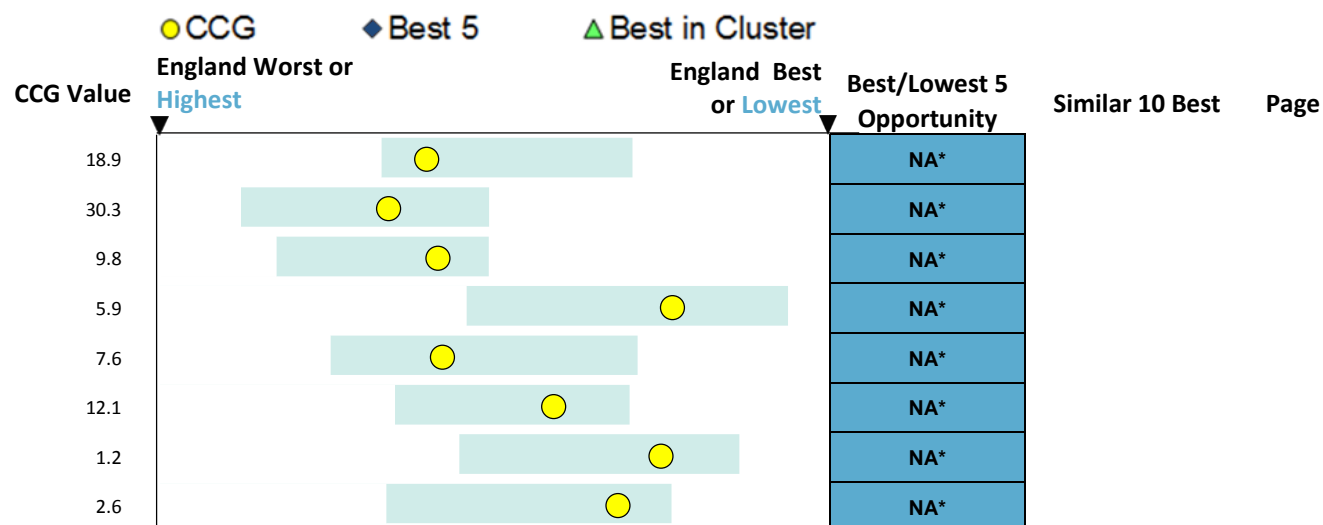 CCG Best 5 Best in Cluster
CCG Value
England Worst or
Highest
England Best
or Lowest
Best/Lowest 5
Opportunity
Similar 10 Best
Page
18.9 NA*
30.3 NA*
9.8 NA*
5.9 NA*
7.6 NA*
12.1 NA*
1.2 NA*
2.6 NA*